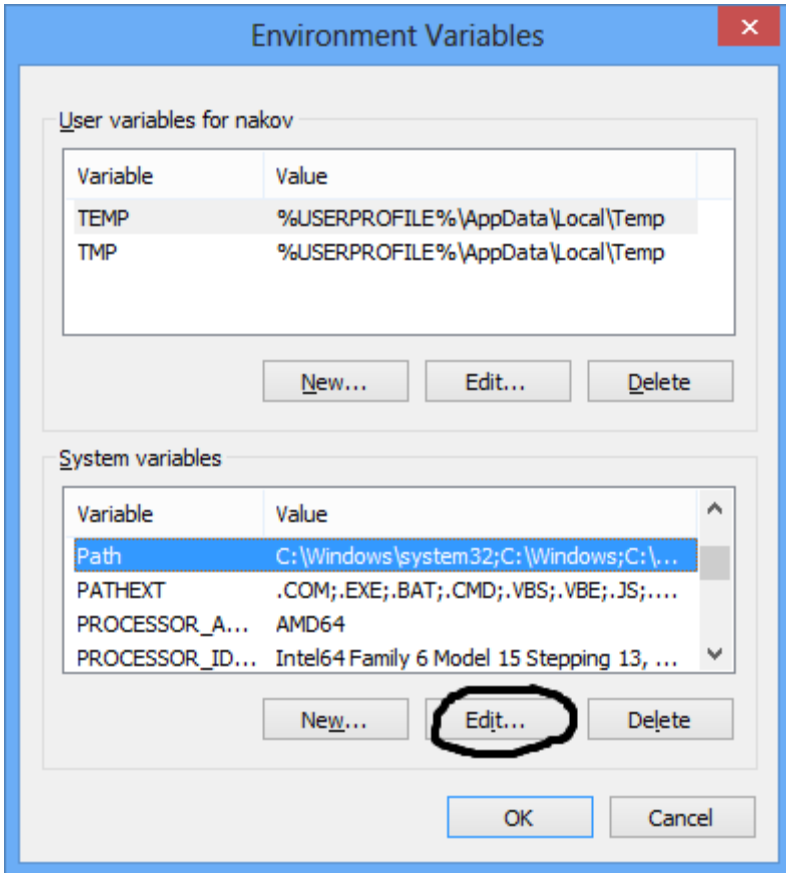 Environment Variables
User variables for nakov
Variable Value
TEMP %USERPROFILE%\AppData\Local\Temp
TMP %USERPROFILE%\AppData\Local\Temp
New... Edit... Delete
System variables
Variable Value
Path C:\Windows\system32;C:\Windows;C:\...
PATHEXT .COM;.EXE;.BAT;.CMD;.VBS;.VBE;.JS;....
PROCESSOR_A... AMD64
PROCESSOR_ID... Intel64 Family 6 Model 15 Stepping 13, ...
New... Edit... Delete
OK Cancel